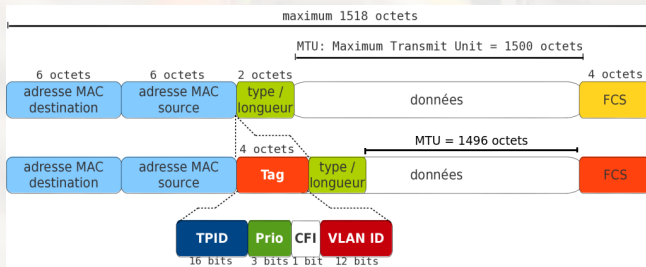 maximum 1518 octets
MTU: Maximum Transmit Unit = 1500 octets
6 octets
6 octets
2 octets
4 octets
adresse MAC
destination
adresse MAC
source
type /
longueur
données
FCS
4 octets
MTU = 1496 octets
adresse MAC
destination
adresse MAC
source
Tag
type /
longueur
données
FCS
TPID
Prio
CFI
VLAN ID
16 bits
3 bits
1 bit
12 bits